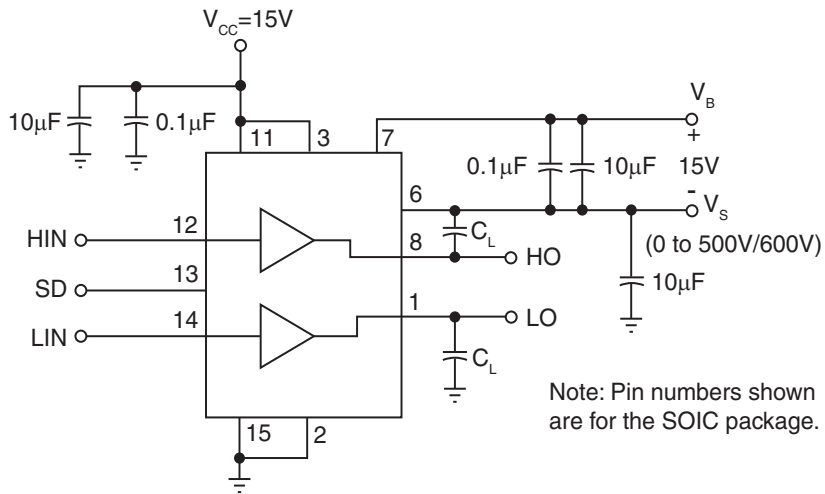 V_CC=15V
10μF
0.1μF
11
3
7
V_B
+
0.1μF
10μF
15V
-
6
V_S
HIN
12
C_L
(0 to 500V/600V)
8
HO
SD
13
10μF
1
LO
LIN
14
C_L
Note: Pin numbers shown
are for the SOIC package.
15
2